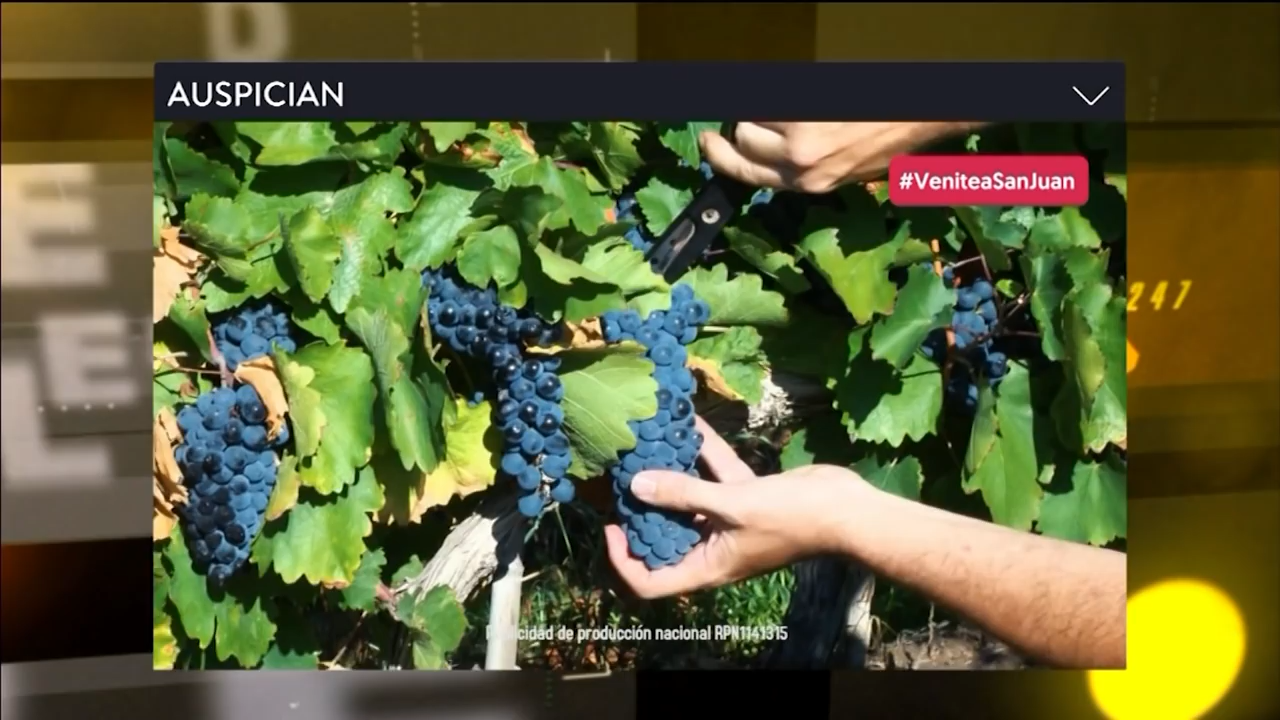 AUSPICIAN
#VeniteaSanJuan
247
Publicidad de producción nacional RPN1141315